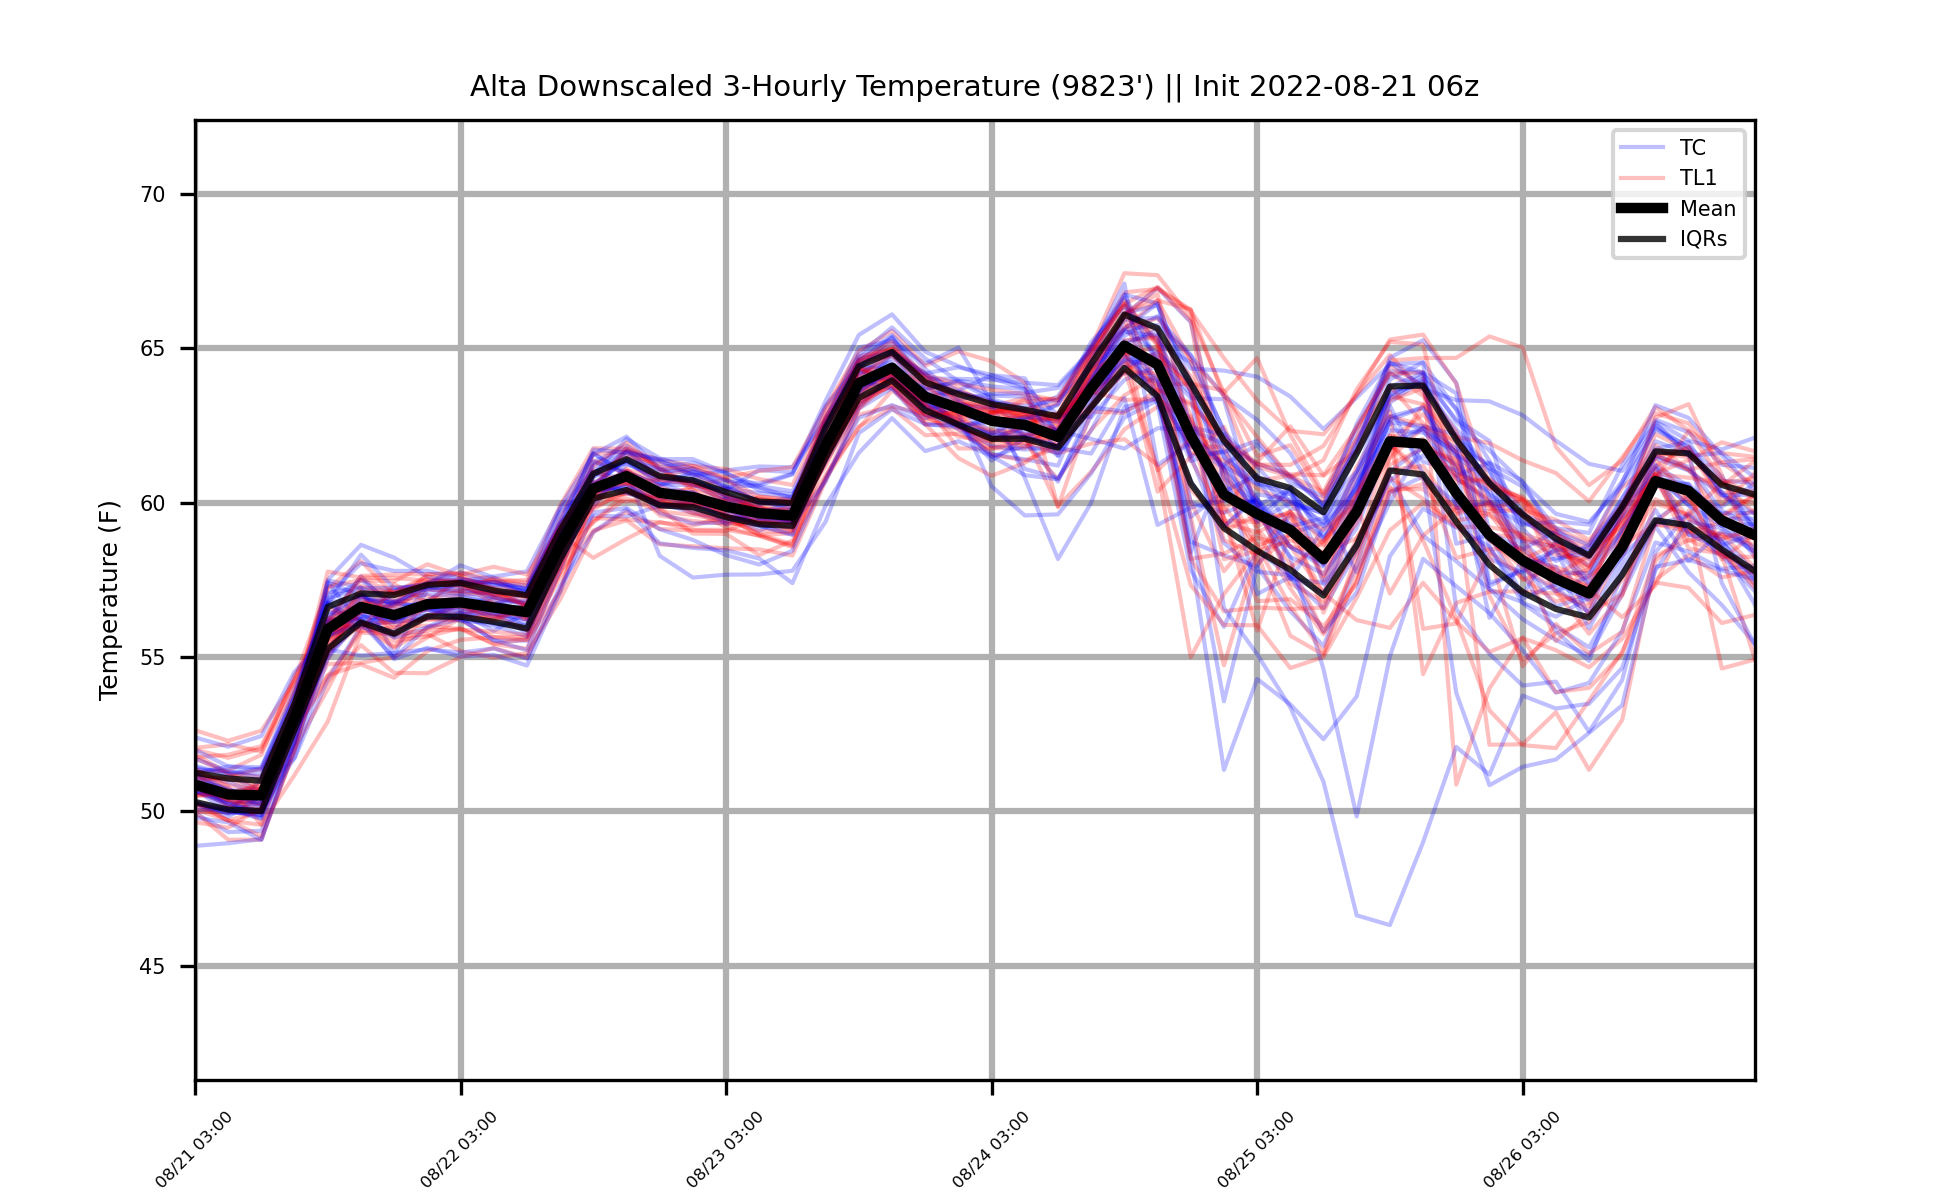 Alta Downscaled 3-Hourly Temperature (9823') || Init 2022-08-21 06z
TC
TL1
Mean
IQRs
Temperature (F)
70
65
60
55
50
45
08/21 03:00
08/22 03:00
08/23 03:00
08/24 03:00
08/25 03:00
08/26 03:00